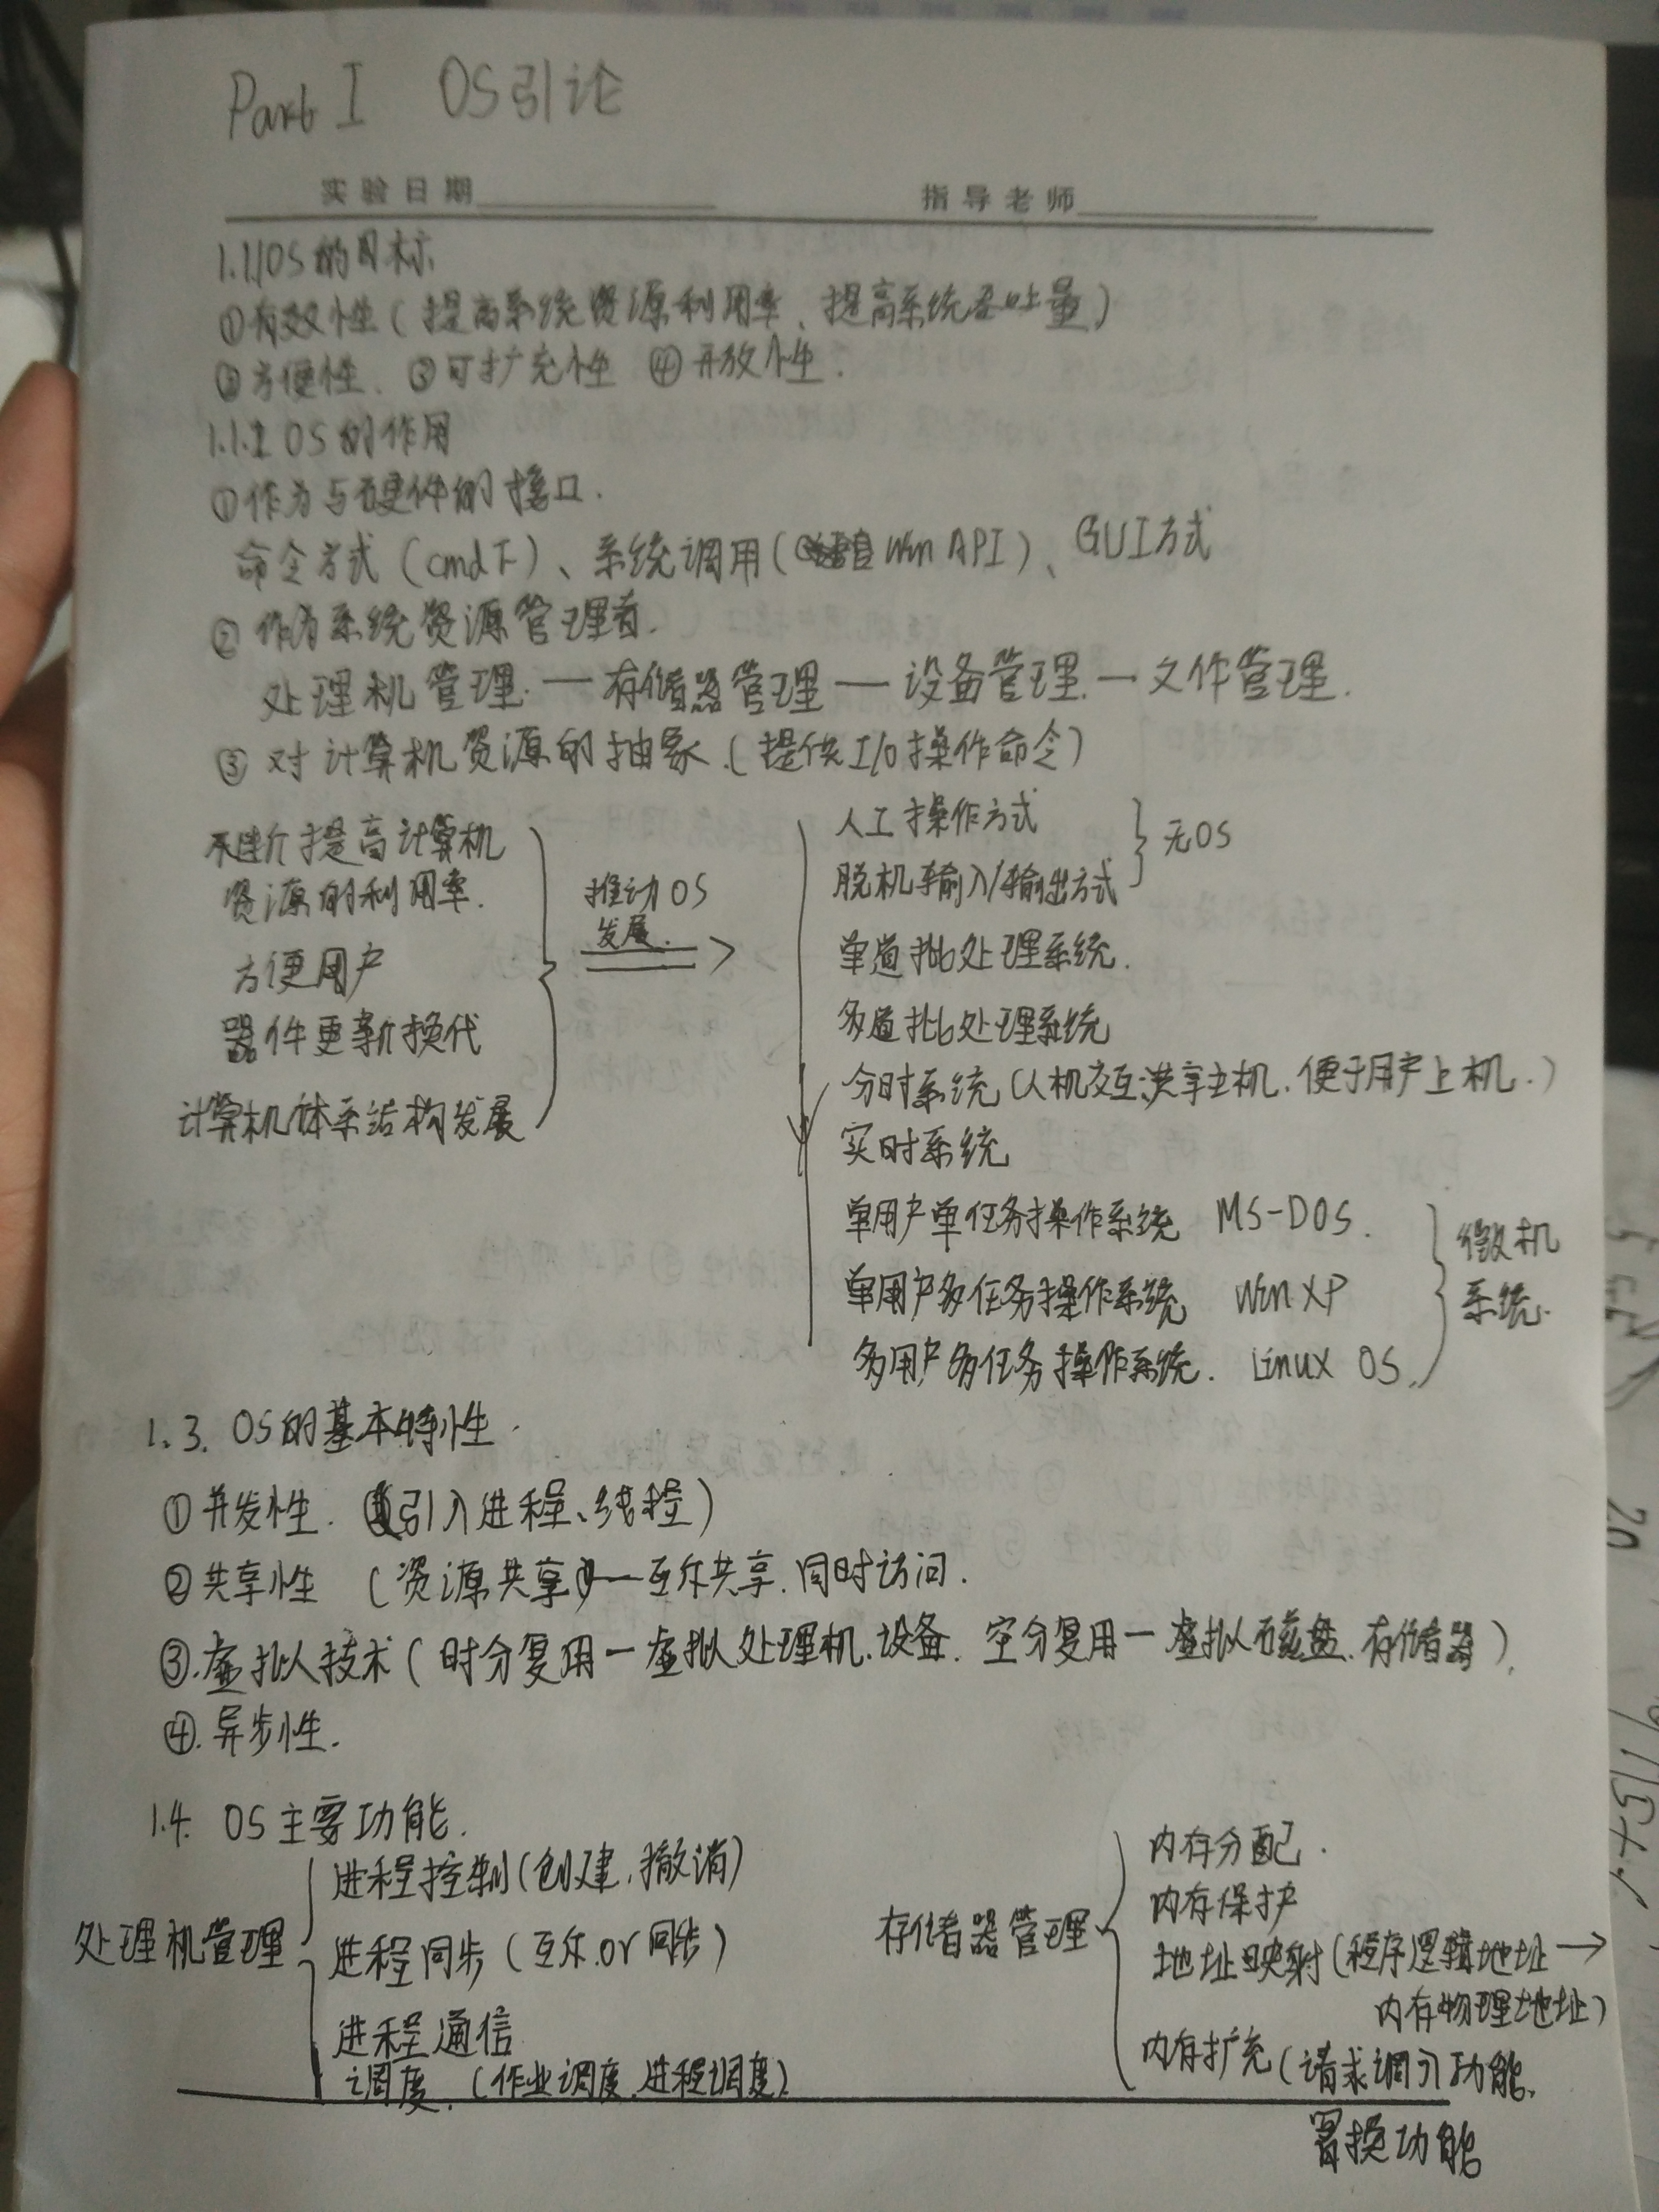 Part I OS引论
实验日期 指导老师
1.1.1 OS的目标
①有效性(提高系统资源利用率、提高系统吞吐量)
②方便性. ③可扩充性 ④开放性.
1.1.2 OS的作用
①作为与硬件的接口.
命令方式(cmd下)、系统调用(Win API)、GUI方式
②作为系统资源管理者.
处理机管理.—存储器管理—设备管理.—文件管理.
③对计算机资源的抽象.(提供I/O操作命令)
不断提高计算机
资源的利用率.
方便用户
器件更新换代
计算机体系结构发展
推动OS
发展.
人工操作方式
脱机输入/输出方式
无OS
单道批处理系统.
多道批处理系统
分时系统(人机交互.共享主机.便于用户上机.)
实时系统
单用户单任务操作系统 MS-DOS.
单用户多任务操作系统 Win XP
多用户多任务操作系统. Linux OS.
微机
系统.
1.3. OS的基本特性.
①并发性. (引入进程、线程)
②共享性 (资源共享)—互斥共享.同时访问.
③.虚拟技术(时分复用—虚拟处理机.设备. 空分复用—虚拟磁盘.存储器).
④.异步性.
1.4. OS主要功能.
处理机管理
进程控制(创建.撤消)
进程同步(互斥.or同步)
进程通信
调度.(作业调度.进程调度)
存储器管理
内存分配.
内存保护
地址映射(程序逻辑地址→
内存物理地址)
内存扩充(请求调入功能.
置换功能